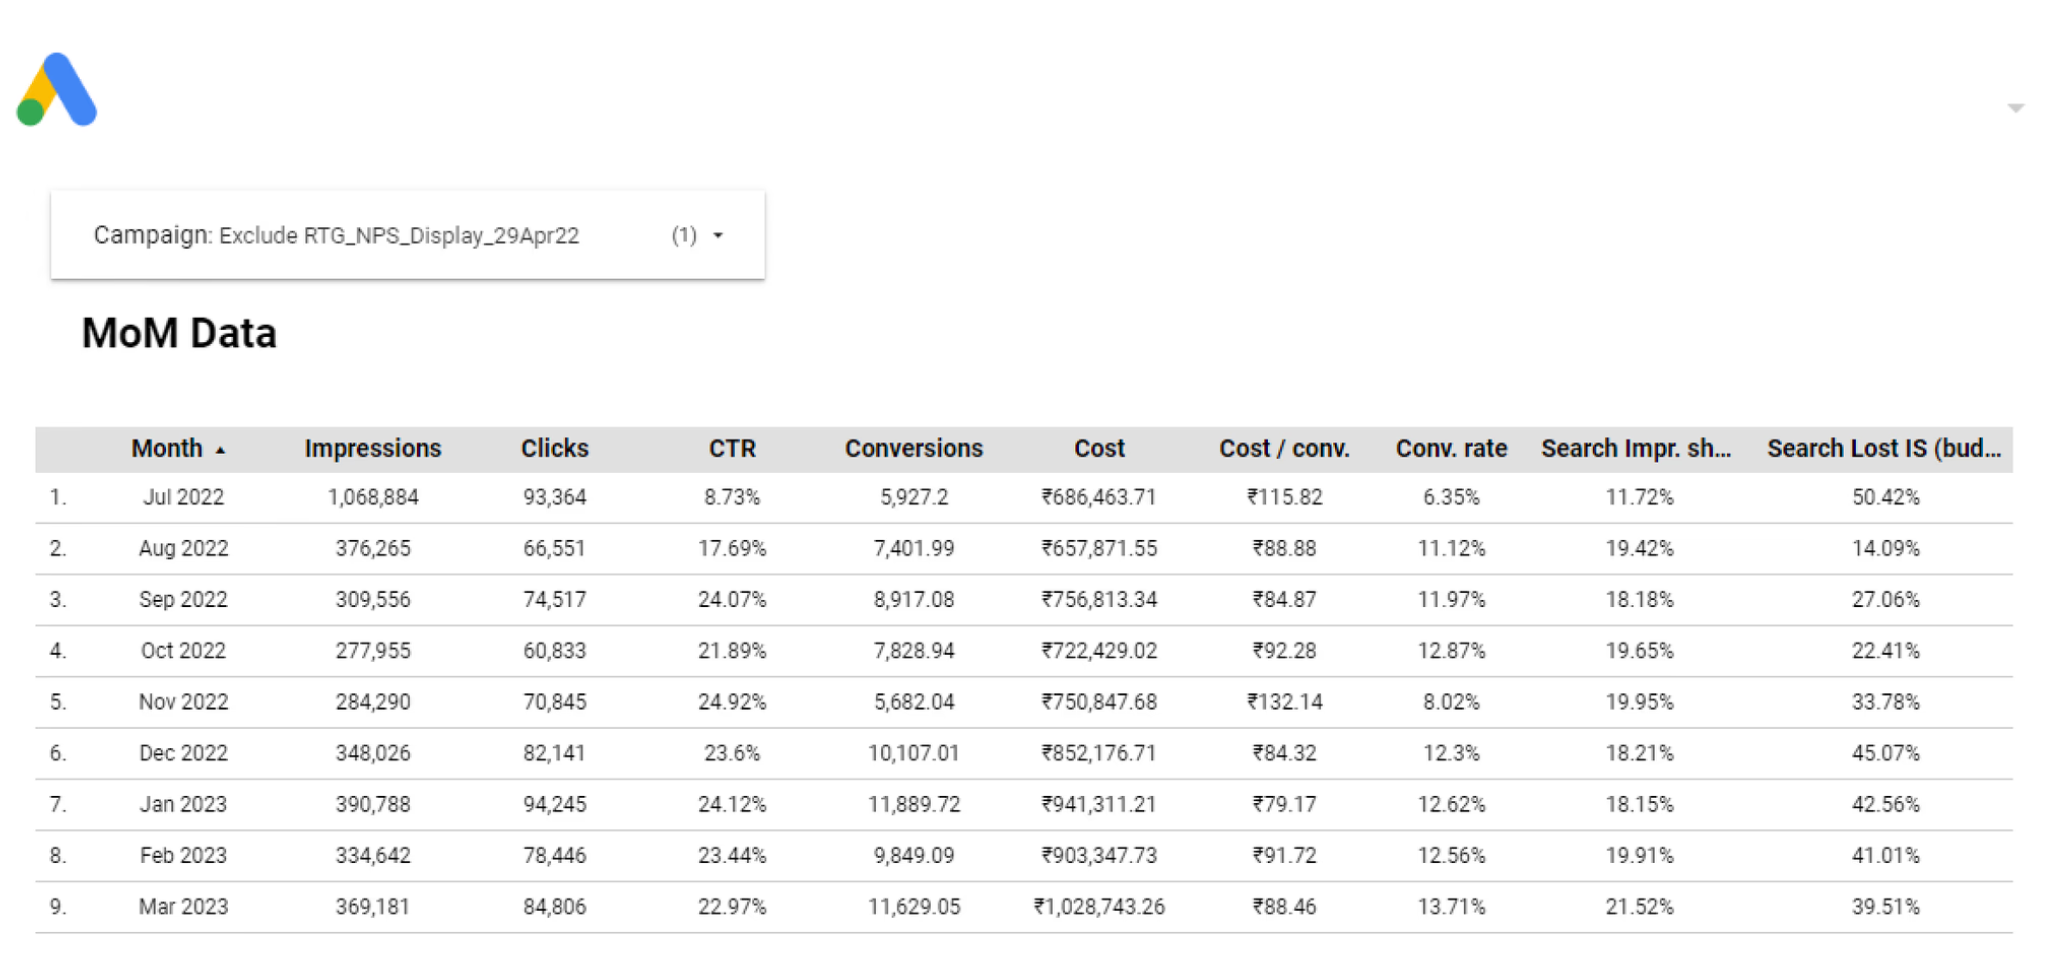 Campaign: Exclude RTG_NPS_Display_29Apr22 (1)
MoM Data
Month Impressions Clicks CTR Conversions Cost Cost / conv. Conv. rate Search Impr. sh... Search Lost IS (bud...
1. Jul 2022 1,068,884 93,364 8.73% 5,927.2 ₹686,463.71 ₹115.82 6.35% 11.72% 50.42%
2. Aug 2022 376,265 66,551 17.69% 7,401.99 ₹657,871.55 ₹88.88 11.12% 19.42% 14.09%
3. Sep 2022 309,556 74,517 24.07% 8,917.08 ₹756,813.34 ₹84.87 11.97% 18.18% 27.06%
4. Oct 2022 277,955 60,833 21.89% 7,828.94 ₹722,429.02 ₹92.28 12.87% 19.65% 22.41%
5. Nov 2022 284,290 70,845 24.92% 5,682.04 ₹750,847.68 ₹132.14 8.02% 19.95% 33.78%
6. Dec 2022 348,026 82,141 23.6% 10,107.01 ₹852,176.71 ₹84.32 12.3% 18.21% 45.07%
7. Jan 2023 390,788 94,245 24.12% 11,889.72 ₹941,311.21 ₹79.17 12.62% 18.15% 42.56%
8. Feb 2023 334,642 78,446 23.44% 9,849.09 ₹903,347.73 ₹91.72 12.56% 19.91% 41.01%
9. Mar 2023 369,181 84,806 22.97% 11,629.05 ₹1,028,743.26 ₹88.46 13.71% 21.52% 39.51%